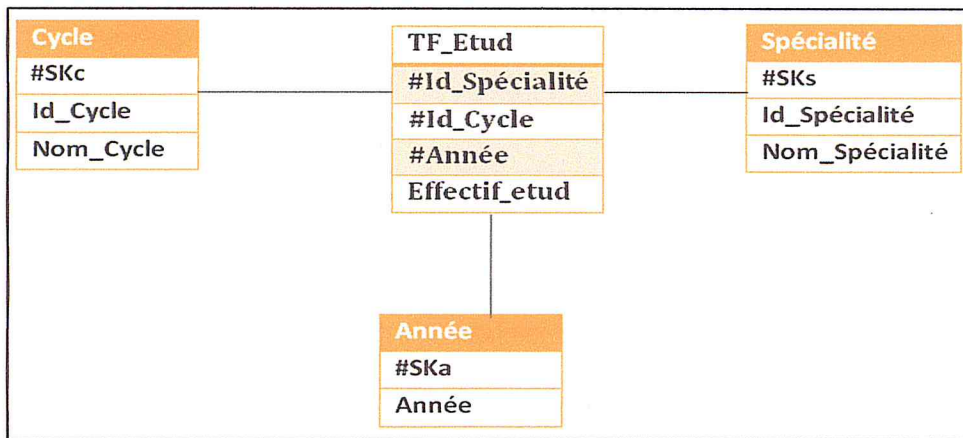 Cycle
#SKc
Id_Cycle
Nom_Cycle
TF_Etud
#Id_Spécialité
#Id_Cycle
#Année
Effectif_etud
Spécialité
#SKs
Id_Spécialité
Nom_Spécialité
Année
#SKa
Année